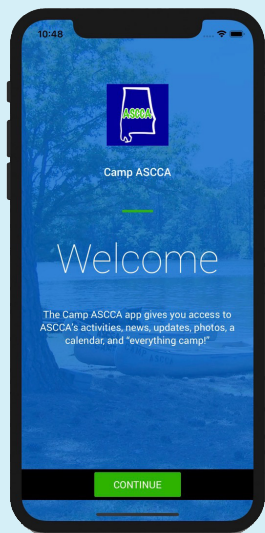 10:48
ASCCA
Camp ASCCA
Welcome
The Camp ASCCA app gives you access to
ASCCA's activities, news, updates, photos, a
calendar, and "everything camp!"
CONTINUE